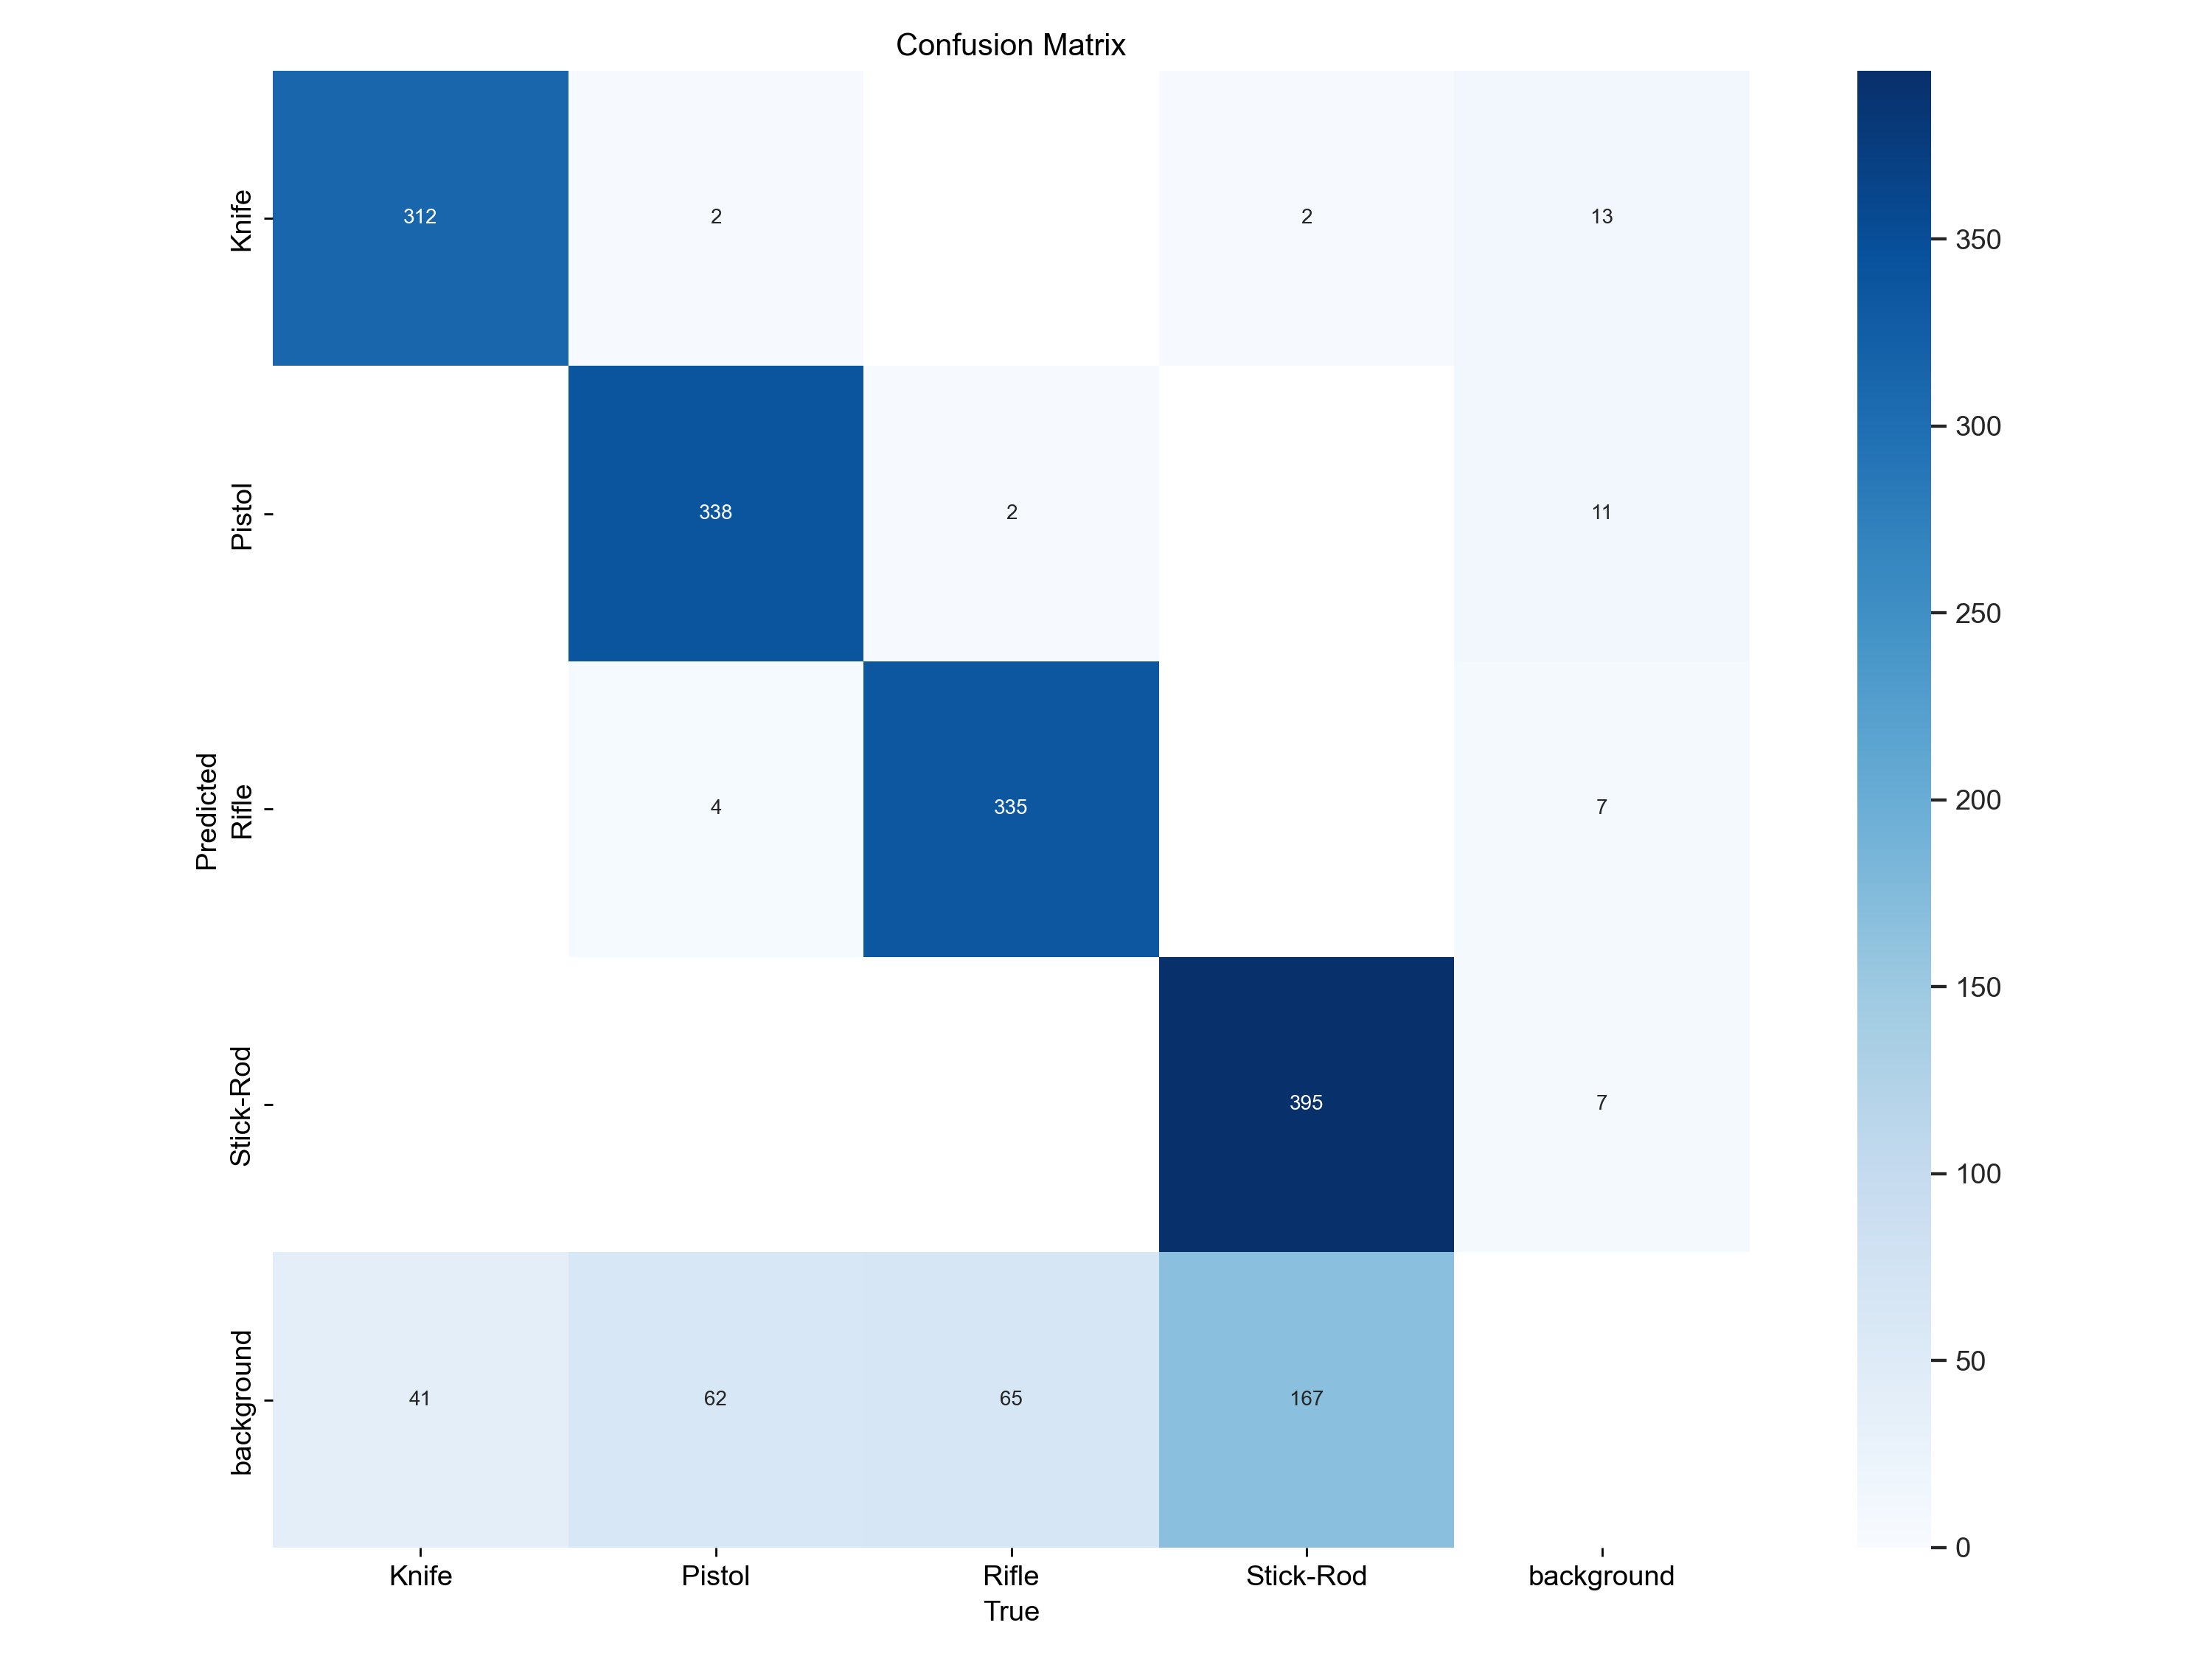 Confusion Matrix
Knife
312
2
2
13
Pistol
338
2
11
Predicted
Rifle
4
335
7
Stick-Rod
395
7
background
41
62
65
167
Knife
Pistol
Rifle
Stick-Rod
background
True
350
300
250
200
150
100
50
0